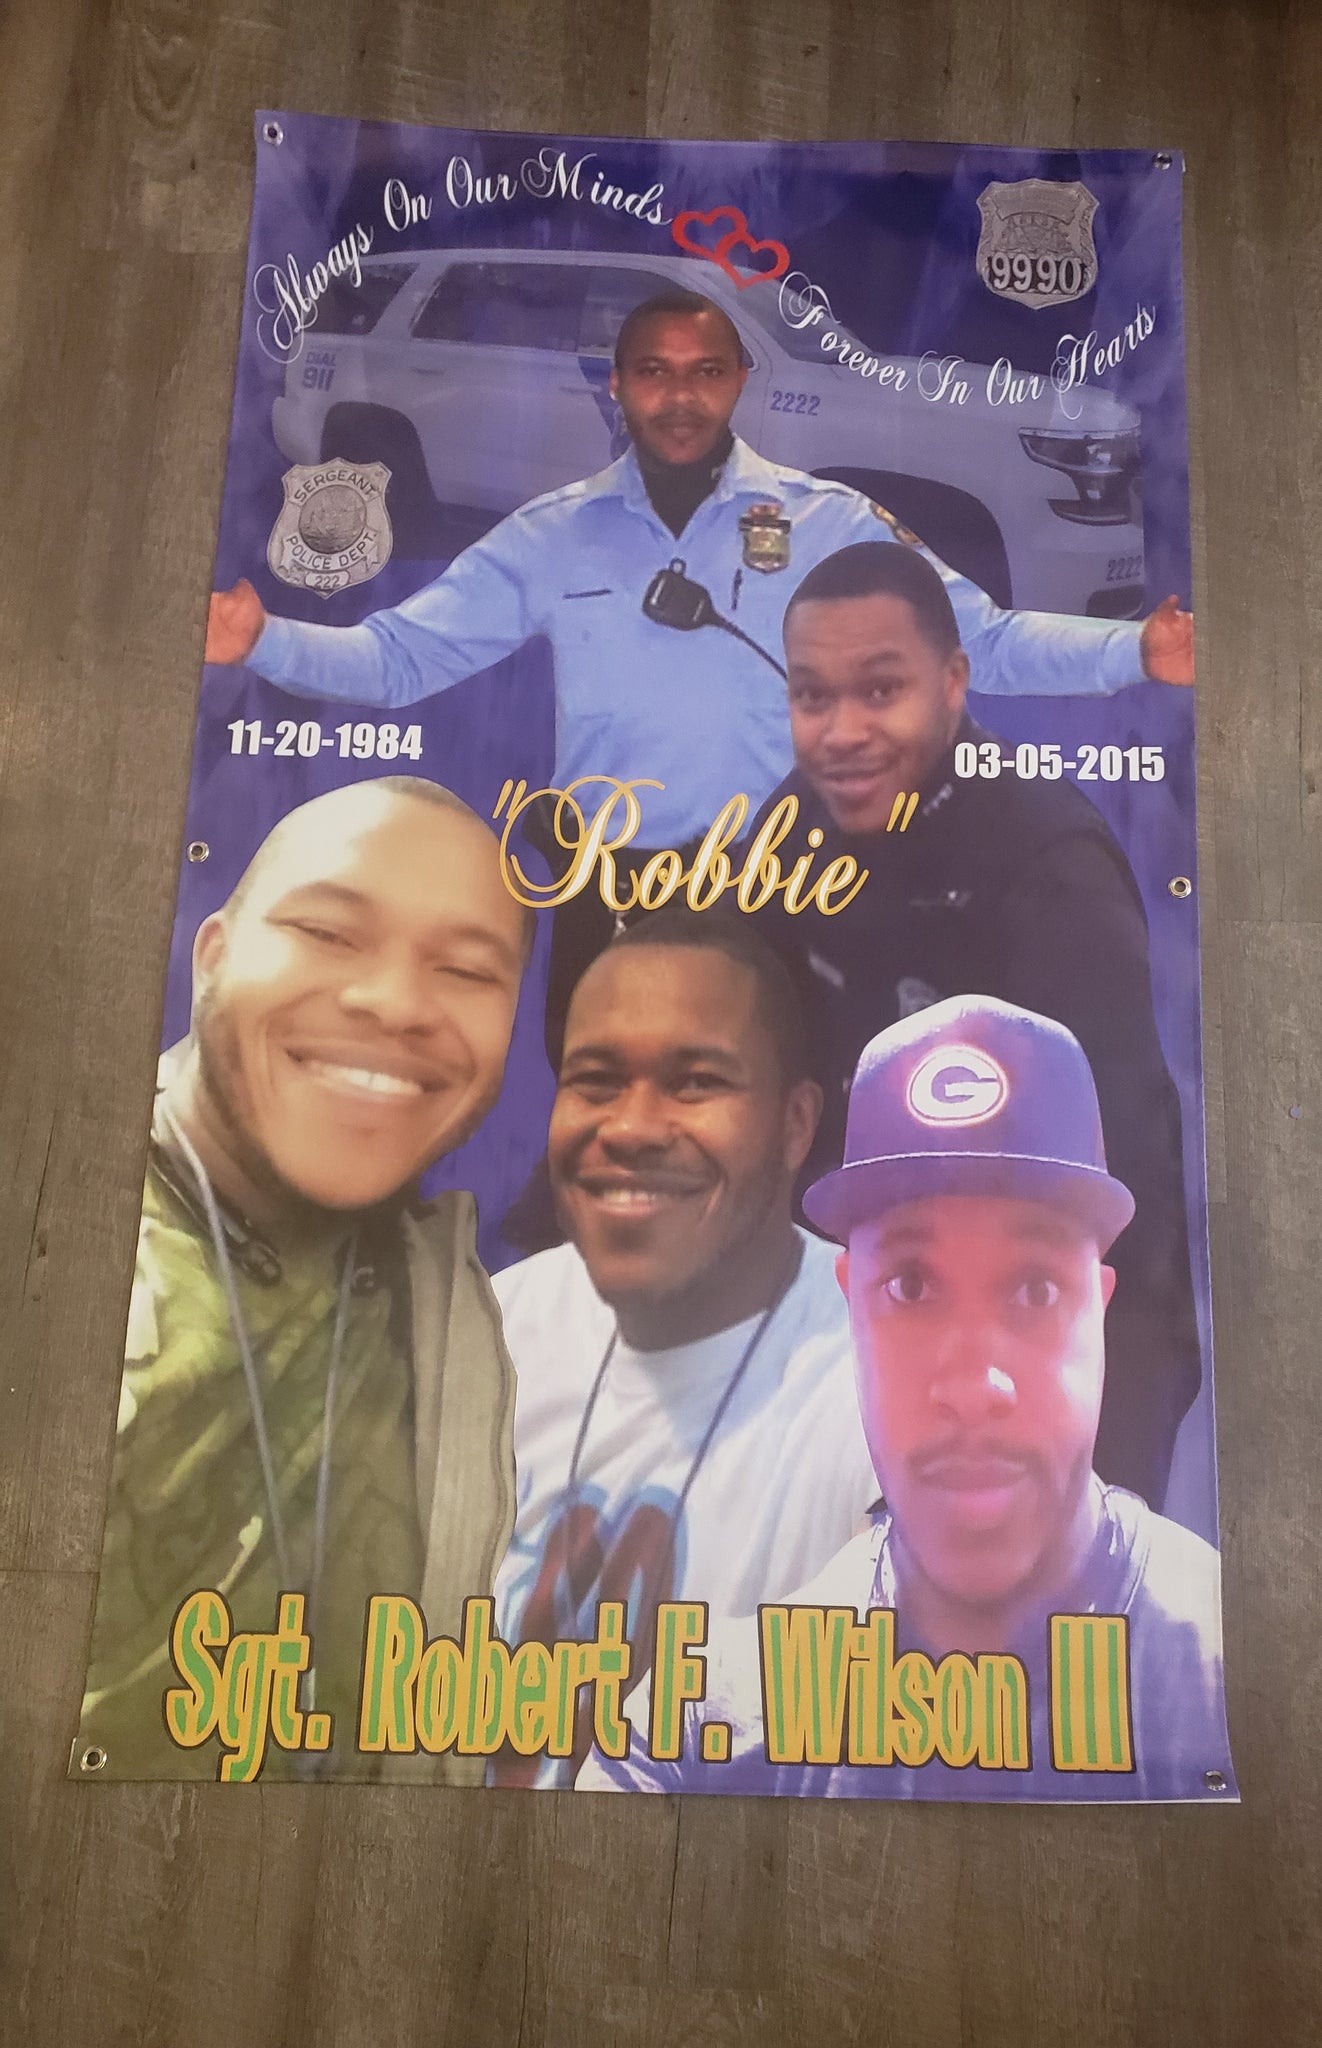 Always On Our Minds
Forever In Our Hearts
9990
DIAL
911
2222
SERGEANT
POLICE DEPT.
222
2222
11-20-1984
03-05-2015
"Robbie"
G
Sgt. Robert F. Wilson III